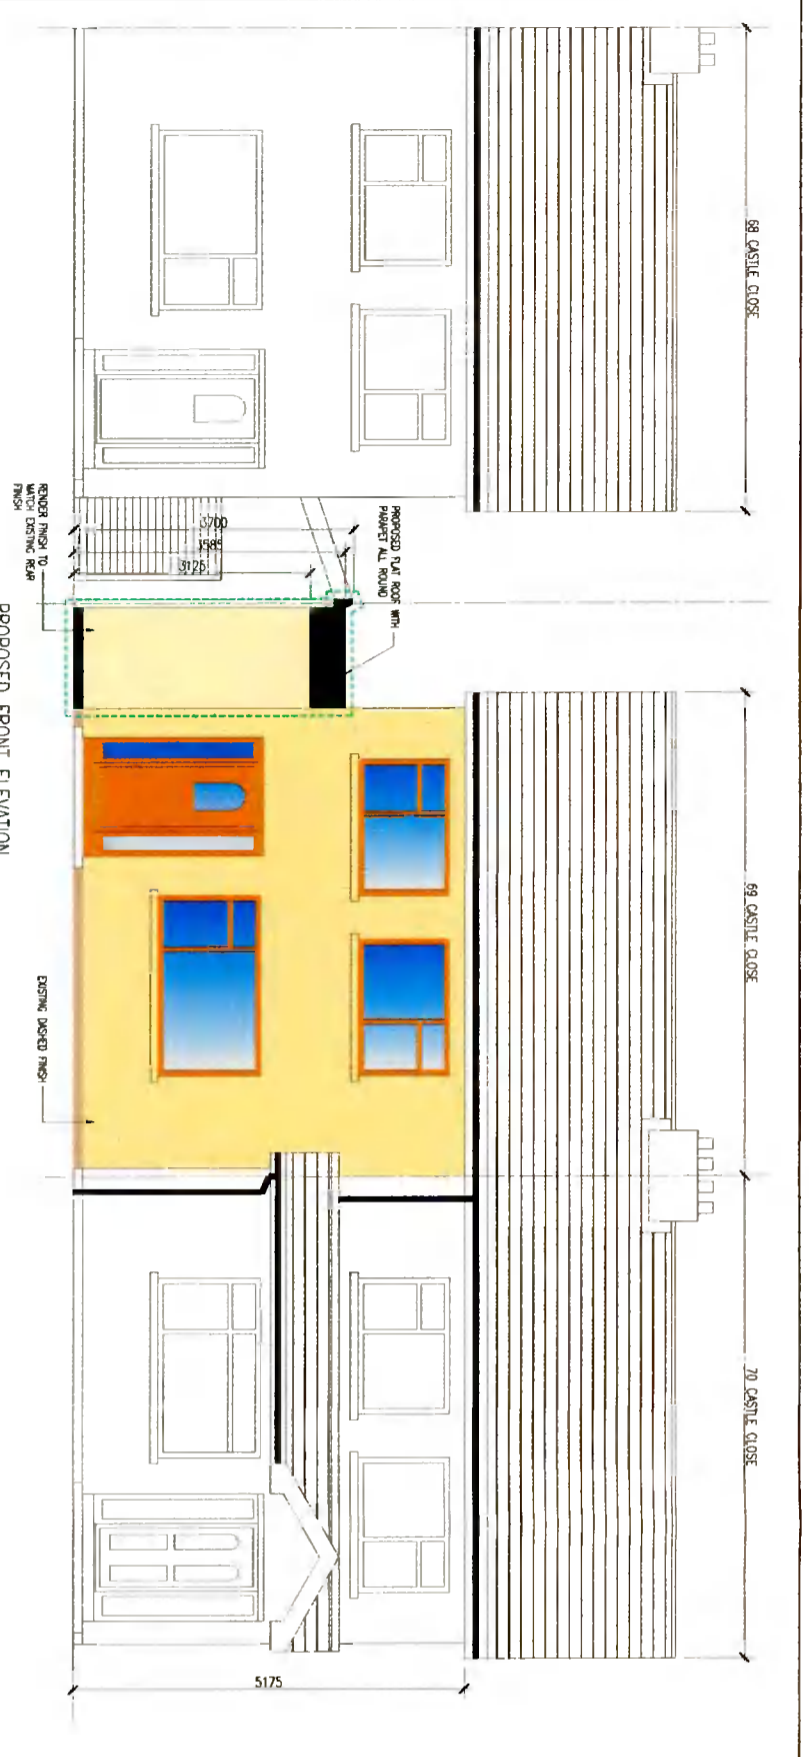 68 CASTLE CLOSE
69 CASTLE CLOSE
70 CASTLE CLOSE
PROPOSED FLAT ROOF WITH
PARAPET ALL ROUND
3700
3585
3125
5175
RENDER FINISH TO
MATCH EXISTING REAR
FINISH
EXISTING DASHED FINISH
PROPOSED FRONT ELEVATION